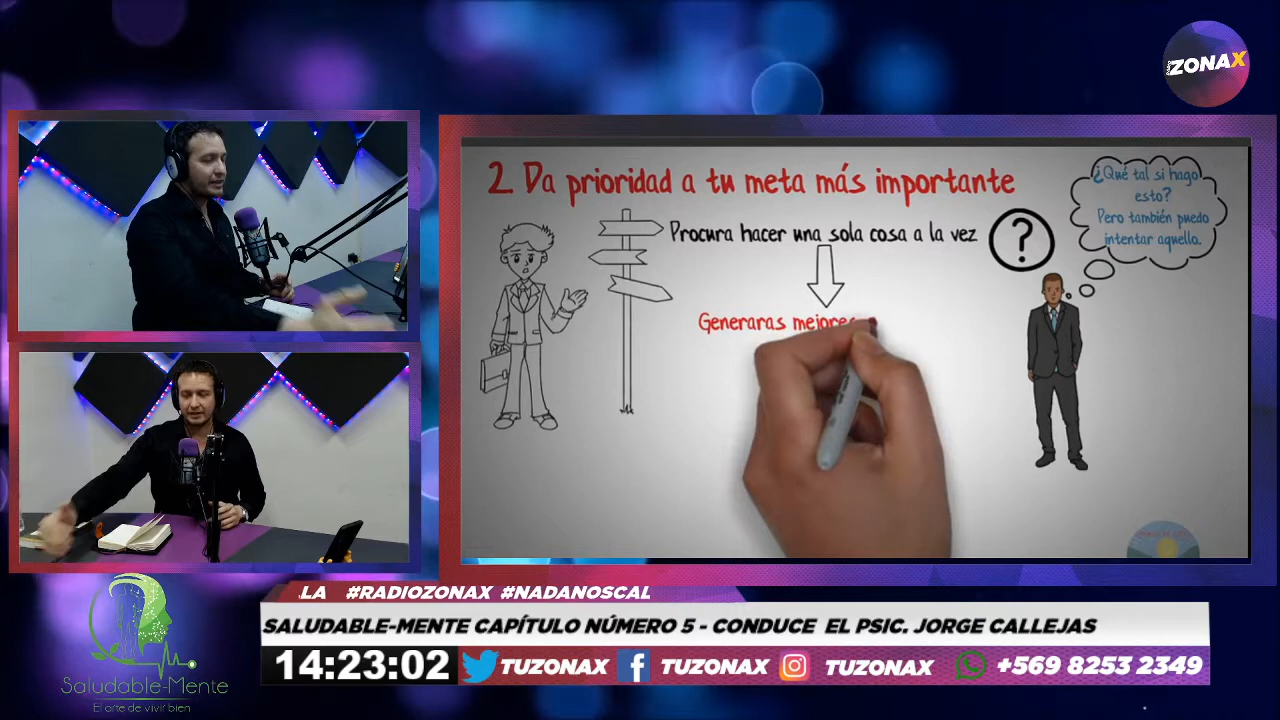 ZONAX
2. Da prioridad a tu meta más importante
¿Qué tal si hago
esto?
Pero también puedo
intentar aquello.
Procura hacer una sola cosa a la vez
?
Generaras mejores
LA #RADIOZONAX #NADANOSCAL
SALUDABLE-MENTE CAPÍTULO NÚMERO 5 - CONDUCE EL PSIC. JORGE CALLEJAS
14:23:02 TUZONAX TUZONAX TUZONAX +569 8253 2349
Saludable-Mente
El arte de vivir bien